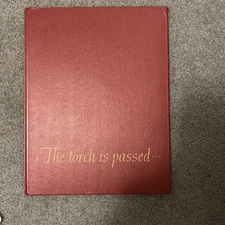 The torch is passed...